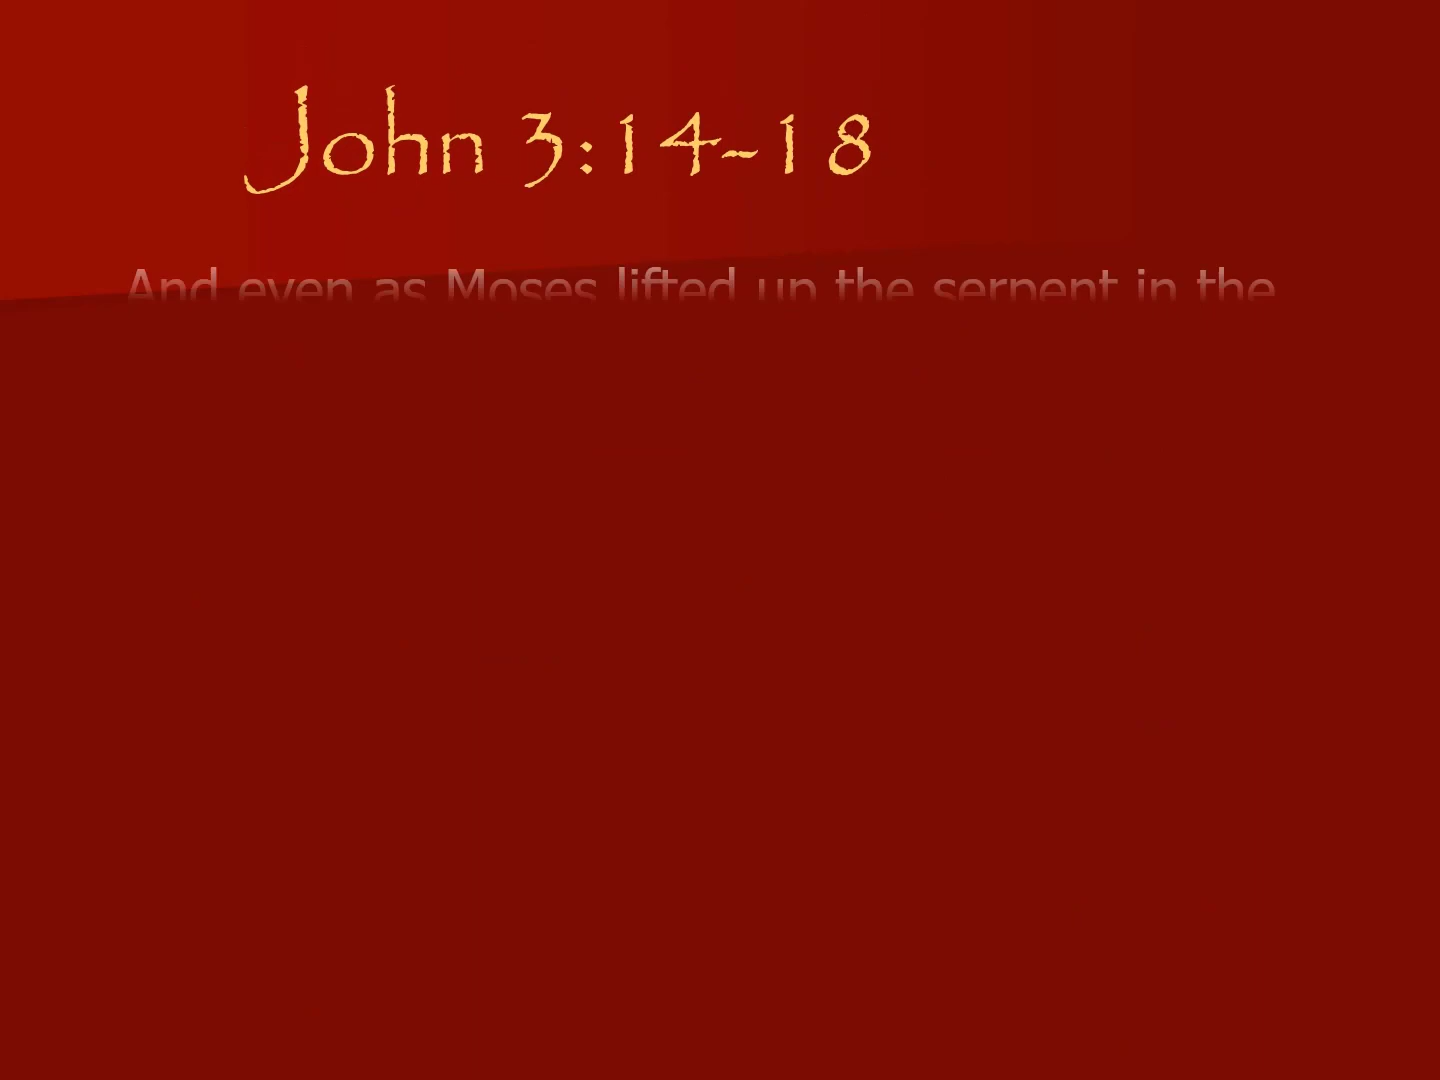 John 3:14-18
And even as Moses lifted up the serpent in the